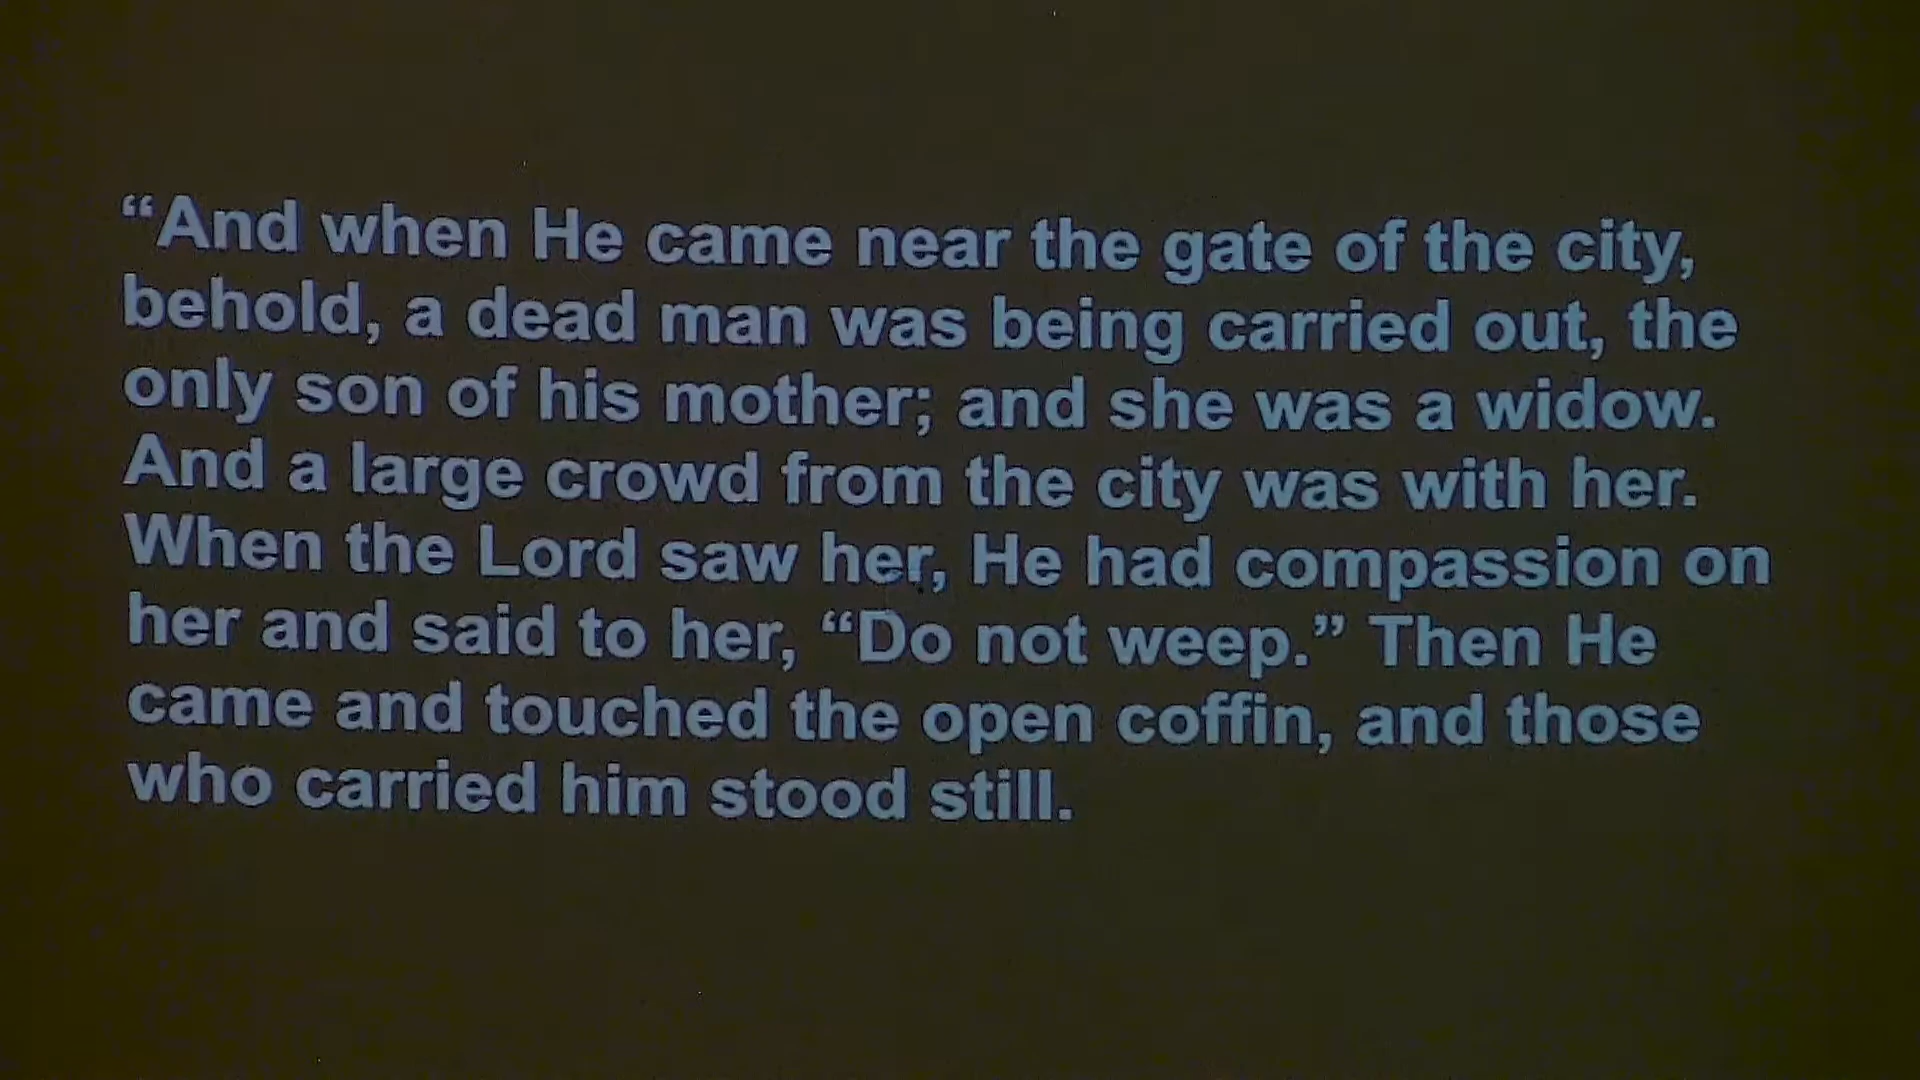 “And when He came near the gate of the city,
behold, a dead man was being carried out, the
only son of his mother; and she was a widow.
And a large crowd from the city was with her.
When the Lord saw her, He had compassion on
her and said to her, “Do not weep.” Then He
came and touched the open coffin, and those
who carried him stood still.